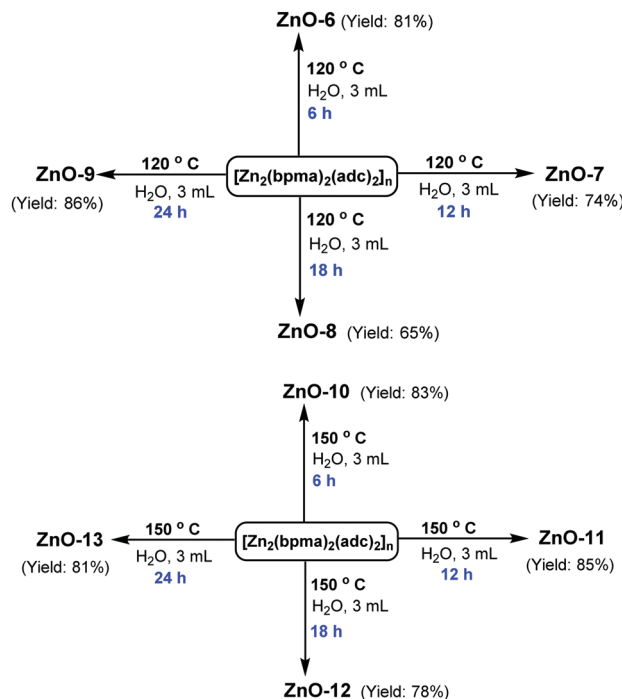 ZnO-6 (Yield: 81%)
120 ° C
H₂O, 3 mL
6 h
ZnO-9
(Yield: 86%)
120 ° C
H₂O, 3 mL
24 h
[Zn₂(bpma)₂(adc)₂]ₙ
120 ° C
H₂O, 3 mL
12 h
ZnO-7
(Yield: 74%)
120 ° C
H₂O, 3 mL
18 h
ZnO-8 (Yield: 65%)
ZnO-10 (Yield: 83%)
150 ° C
H₂O, 3 mL
6 h
ZnO-13
(Yield: 81%)
150 ° C
H₂O, 3 mL
24 h
[Zn₂(bpma)₂(adc)₂]ₙ
150 ° C
H₂O, 3 mL
12 h
ZnO-11
(Yield: 85%)
150 ° C
H₂O, 3 mL
18 h
ZnO-12 (Yield: 78%)